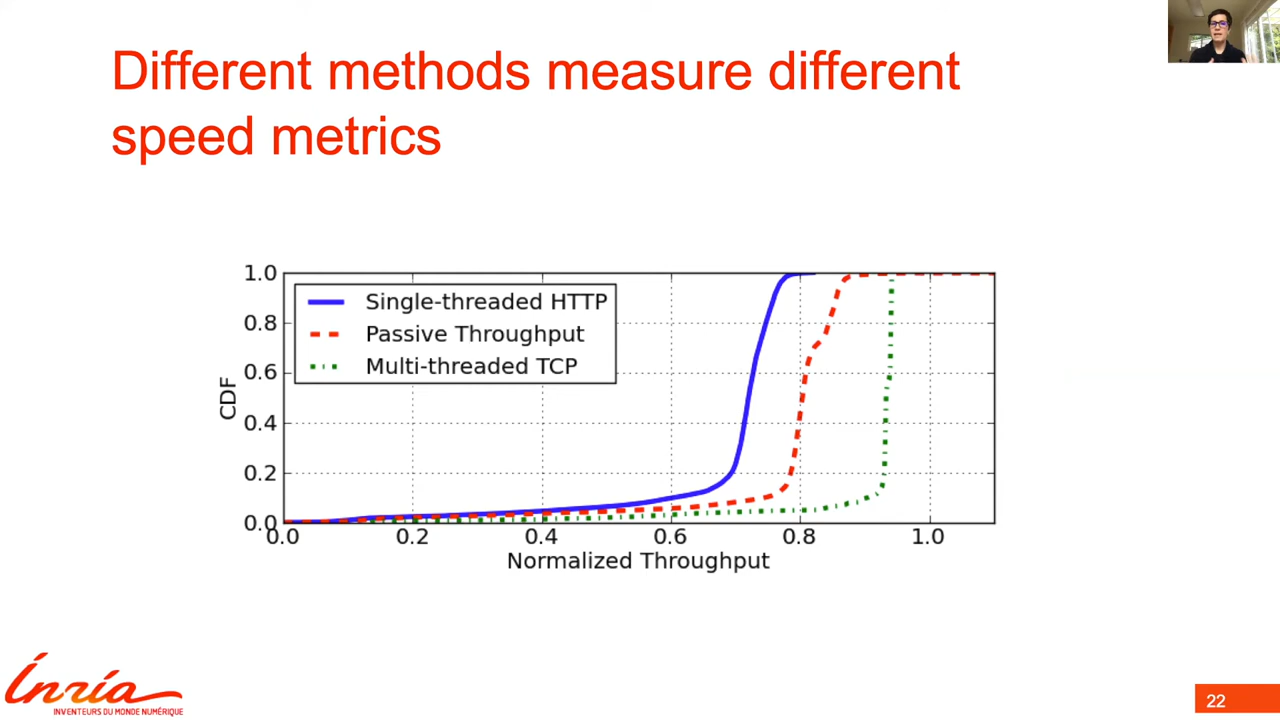 Different methods measure different
speed metrics
1.0
0.8
0.6
0.4
0.2
0.0
CDF
Single-threaded HTTP
Passive Throughput
Multi-threaded TCP
0.0 0.2 0.4 0.6 0.8 1.0
Normalized Throughput
Inria
INVENTEURS DU MONDE NUMÉRIQUE
22